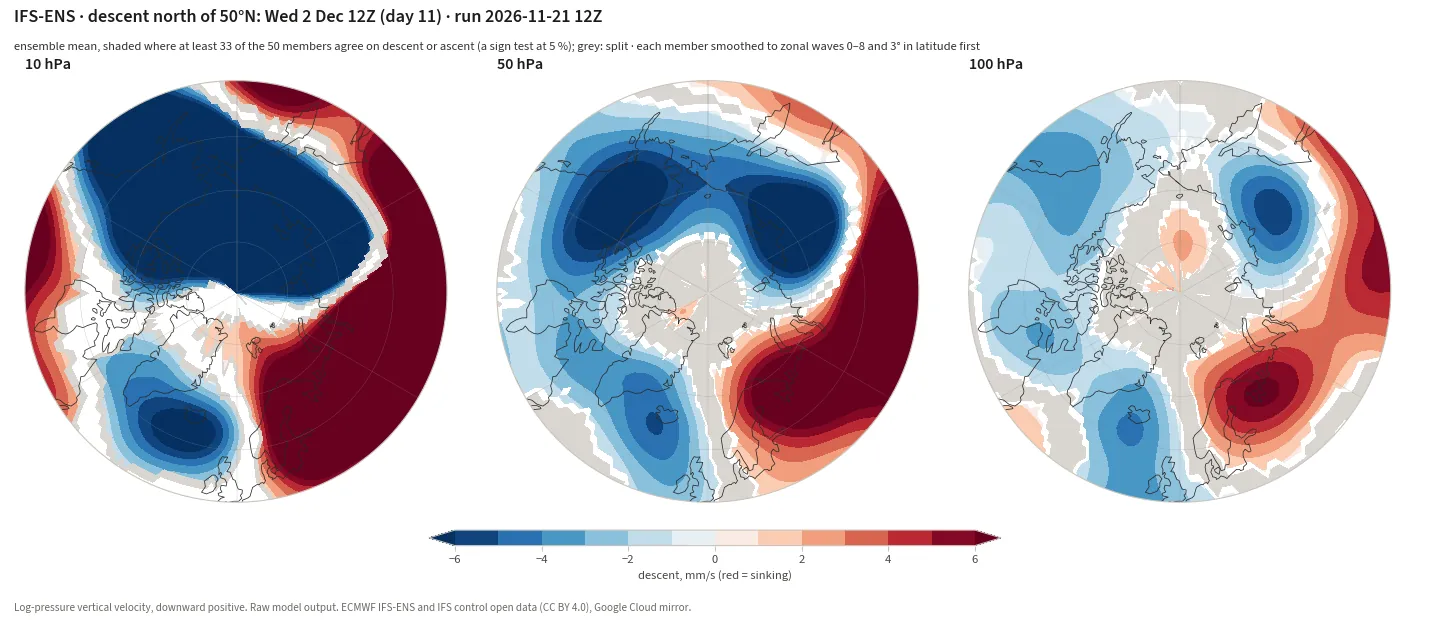 IFS-ENS · descent north of 50°N: Wed 2 Dec 12Z (day 11) · run 2026-11-21 12Z
ensemble mean, shaded where at least 33 of the 50 members agree on descent or ascent (a sign test at 5 %); grey: split · each member smoothed to zonal waves 0–8 and 3° in latitude first
10 hPa
50 hPa
100 hPa
−6 −4 −2 0 2 4 6
descent, mm/s (red = sinking)
Log-pressure vertical velocity, downward positive. Raw model output. ECMWF IFS-ENS and IFS control open data (CC BY 4.0), Google Cloud mirror.